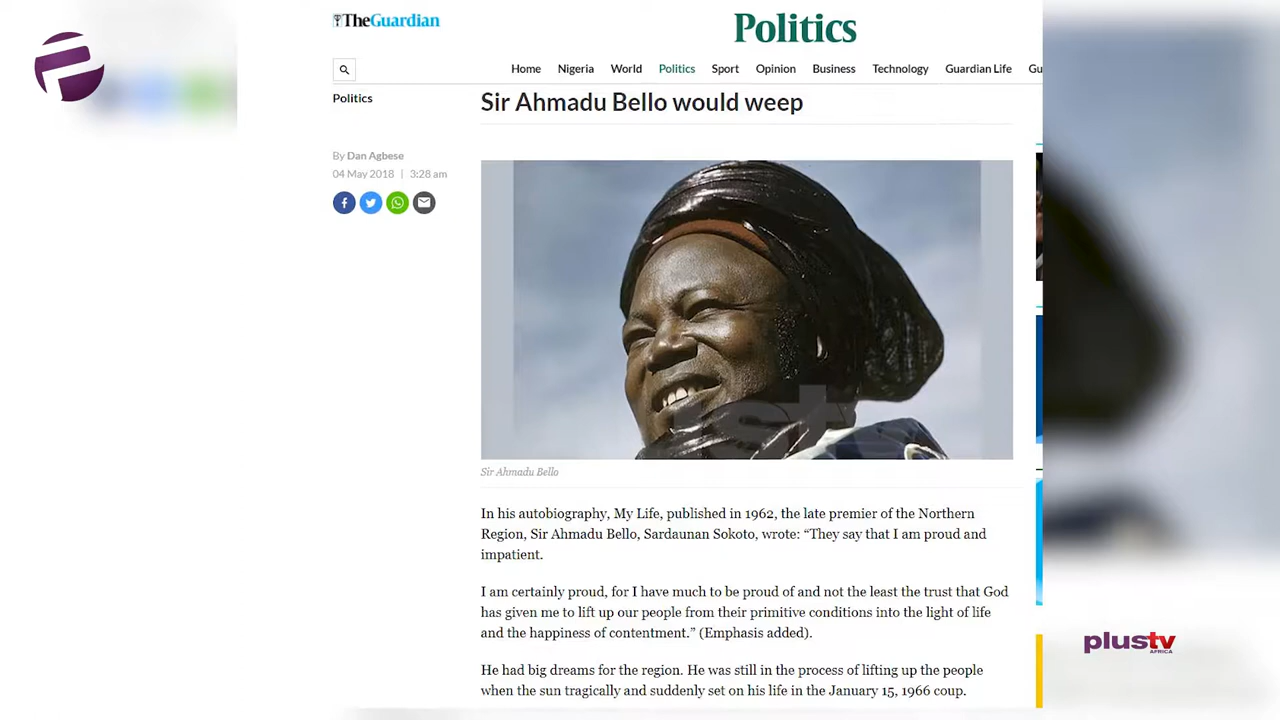 TheGuardian
Politics
Home Nigeria World Politics Sport Opinion Business Technology Guardian Life Gu
Politics
Sir Ahmadu Bello would weep
By Dan Agbese
04 May 2018 | 3:28 am
Sir Ahmadu Bello
In his autobiography, My Life, published in 1962, the late premier of the Northern
Region, Sir Ahmadu Bello, Sardaunan Sokoto, wrote: “They say that I am proud and
impatient.
I am certainly proud, for I have much to be proud of and not the least the trust that God
has given me to lift up our people from their primitive conditions into the light of life
and the happiness of contentment.” (Emphasis added).
He had big dreams for the region. He was still in the process of lifting up the people
when the sun tragically and suddenly set on his life in the January 15, 1966 coup.
plustv
AFRICA